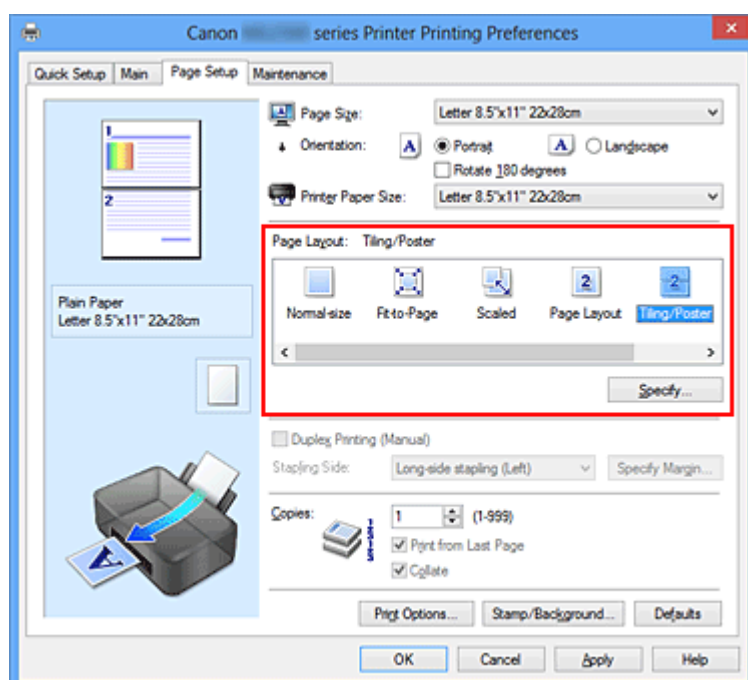 Canon series Printer Printing Preferences
Quick Setup Main Page Setup Maintenance
1
2
Plain Paper
Letter 8.5"x11" 22x28cm
Page Size: Letter 8.5"x11" 22x28cm
Orientation: A Portrait A Landscape
Rotate 180 degrees
Printer Paper Size: Letter 8.5"x11" 22x28cm
Page Layout: Tiling/Poster
2 2
Normal-size Fit-to-Page Scaled Page Layout Tiling/Poster
Specify...
Duplex Printing (Manual)
Stapling Side: Long-side stapling (Left) Specify Margin...
Copies: 1 (1-999)
Print from Last Page
Collate
A
Print Options... Stamp/Background... Defaults
OK Cancel Apply Help